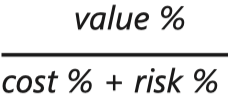 value %
cost % + risk %